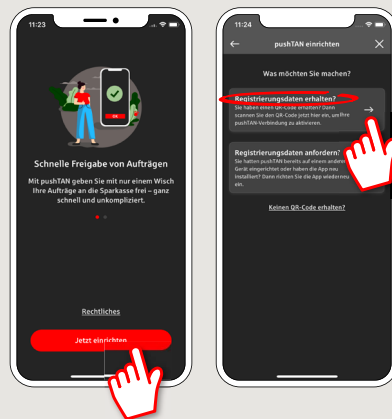 11:23
OK
Schnelle Freigabe von Aufträgen
Mit pushTAN geben Sie mit nur einem Wisch
Ihre Aufträge an die Sparkasse frei – ganz
schnell und unkompliziert.
Rechtliches
Jetzt einrichten
11:24
pushTAN einrichten
Was möchten Sie machen?
Registrierungsdaten erhalten?
Sie haben einen QR-Code erhalten? Dann
scannen Sie den QR-Code jetzt hier ein, um Ihre
pushTAN-Verbindung zu aktivieren.
Registrierungsdaten anfordern?
Sie hatten pushTAN bereits auf einem anderen
Gerät eingerichtet oder haben die App neu
installiert? Dann richten Sie die App wieder neu
ein.
Keinen QR-Code erhalten?